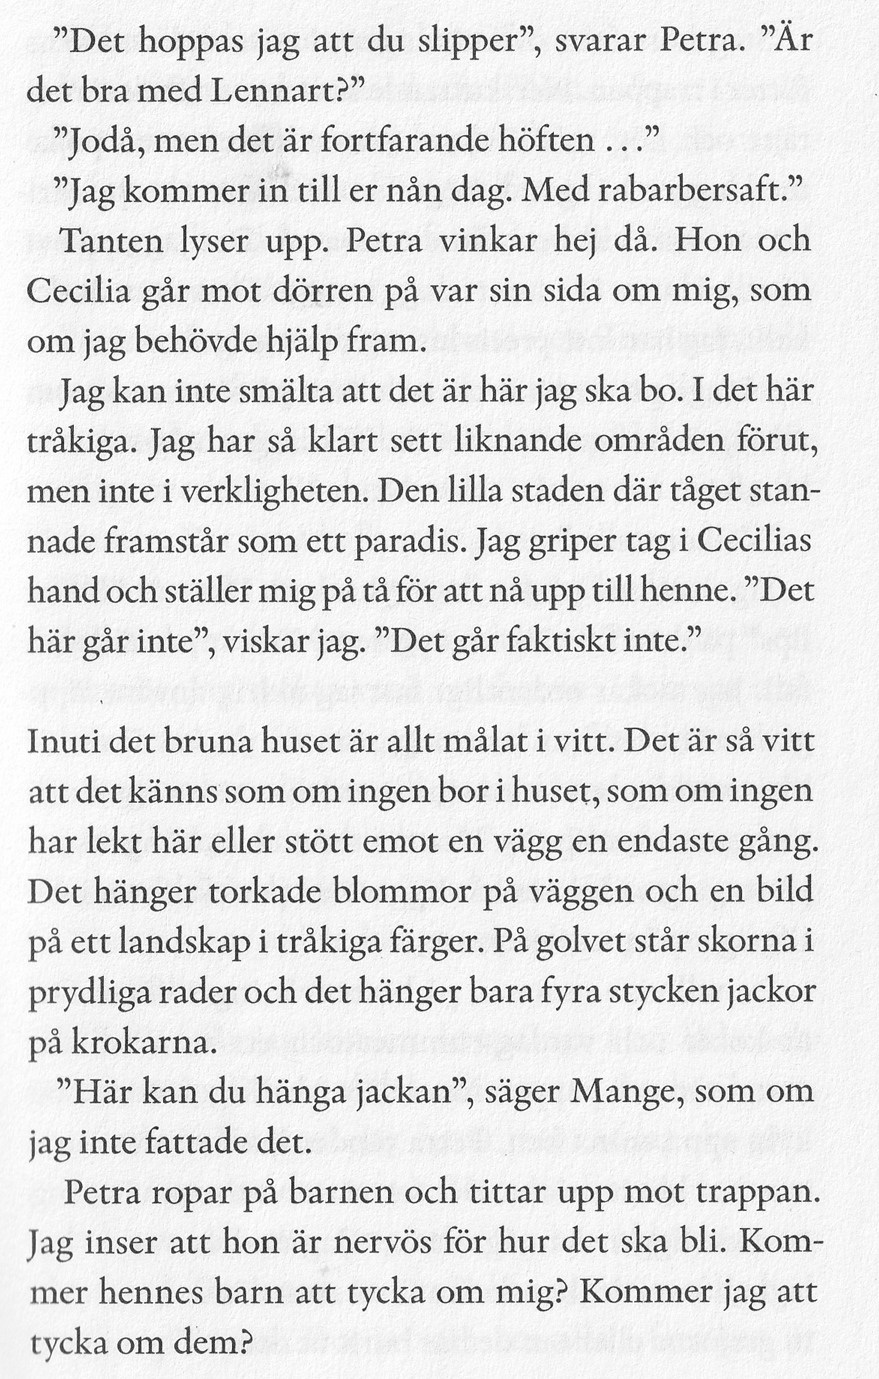 ”Det hoppas jag att du slipper”, svarar Petra. ”Är
det bra med Lennart?”
”Jodå, men det är fortfarande höften . . .”
”Jag kommer in till er nån dag. Med rabarbersaft.”
Tanten lyser upp. Petra vinkar hej då. Hon och
Cecilia går mot dörren på var sin sida om mig, som
om jag behövde hjälp fram.
Jag kan inte smälta att det är här jag ska bo. I det här
tråkiga. Jag har så klart sett liknande områden förut,
men inte i verkligheten. Den lilla staden där tåget stan-
nade framstår som ett paradis. Jag griper tag i Cecilias
hand och ställer mig på tå för att nå upp till henne. ”Det
här går inte”, viskar jag. ”Det går faktiskt inte.”
Inuti det bruna huset är allt målat i vitt. Det är så vitt
att det känns som om ingen bor i huset, som om ingen
har lekt här eller stött emot en vägg en endaste gång.
Det hänger torkade blommor på väggen och en bild
på ett landskap i tråkiga färger. På golvet står skorna i
prydliga rader och det hänger bara fyra stycken jackor
på krokarna.
”Här kan du hänga jackan”, säger Mange, som om
jag inte fattade det.
Petra ropar på barnen och tittar upp mot trappan.
Jag inser att hon är nervös för hur det ska bli. Kom-
mer hennes barn att tycka om mig? Kommer jag att
tycka om dem?